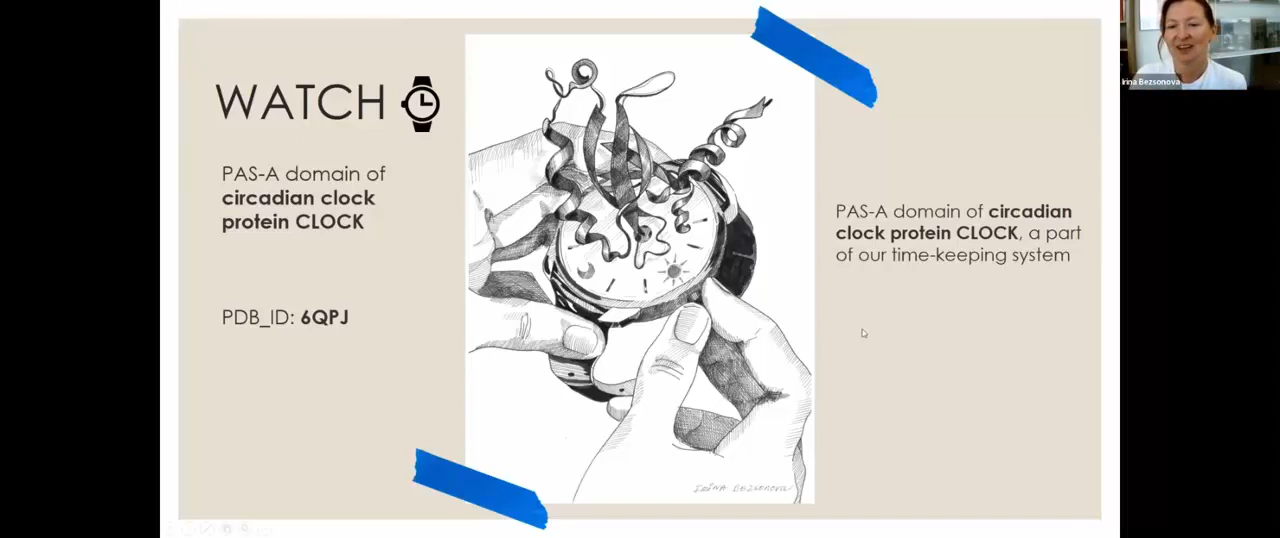 WATCH
PAS-A domain of
circadian clock
protein CLOCK
PDB_ID: 6QPJ
PAS-A domain of circadian
clock protein CLOCK, a part
of our time-keeping system
IRINA BEZSONOVA
Irina Bezsonova